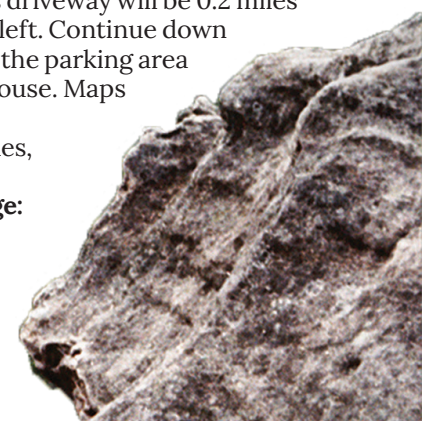 driveway will be 0.2 miles
left. Continue down
the parking area
ouse. Maps
es,
ge: